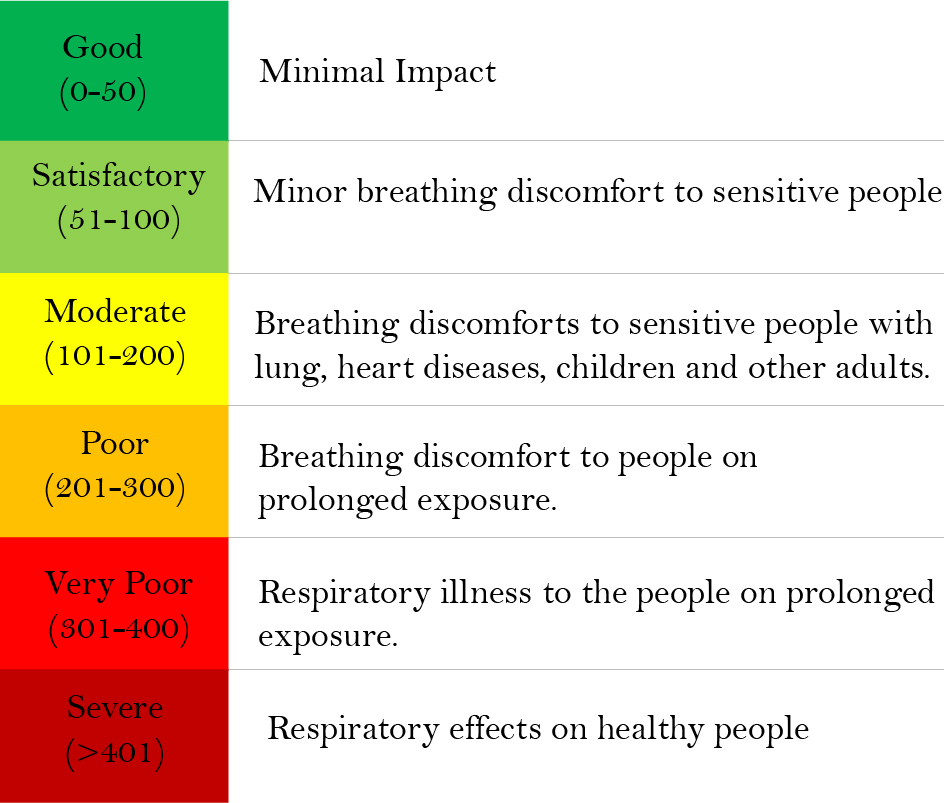 Good
(0-50)
Minimal Impact
Satisfactory
(51-100)
Minor breathing discomfort to sensitive people
Moderate
(101-200)
Breathing discomforts to sensitive people with
lung, heart diseases, children and other adults.
Poor
(201-300)
Breathing discomfort to people on
prolonged exposure.
Very Poor
(301-400)
Respiratory illness to the people on prolonged
exposure.
Severe
(>401)
Respiratory effects on healthy people